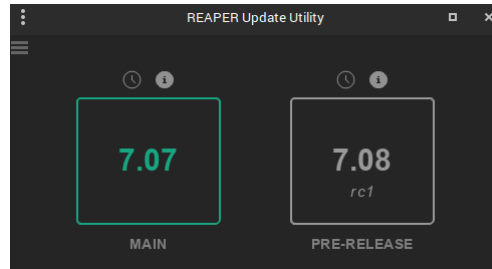 REAPER Update Utility
7.07
7.08
rc1
MAIN
PRE-RELEASE